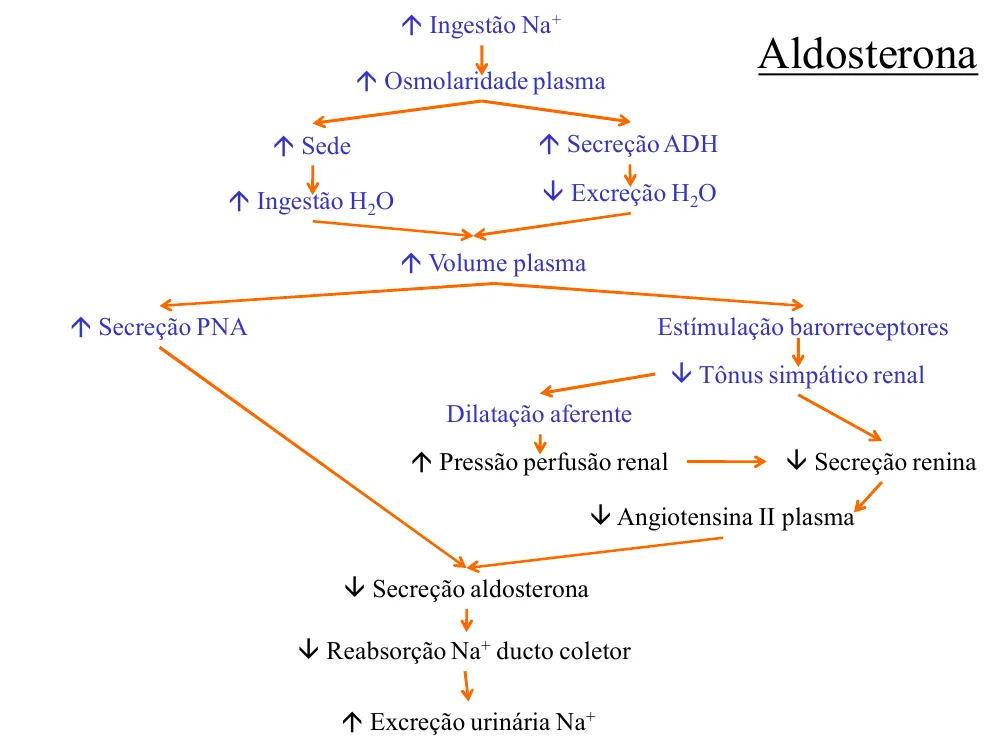 ↑ Ingestão Na⁺
Aldosterona
↑ Osmolaridade plasma
↑ Sede
↑ Secreção ADH
↑ Ingestão H₂O
↓ Excreção H₂O
↑ Volume plasma
↑ Secreção PNA
Estímulação barorreceptores
↓ Tônus simpático renal
Dilatação aferente
↑ Pressão perfusão renal
↓ Secreção renina
↓ Angiotensina II plasma
↓ Secreção aldosterona
↓ Reabsorção Na⁺ ducto coletor
↑ Excreção urinária Na⁺